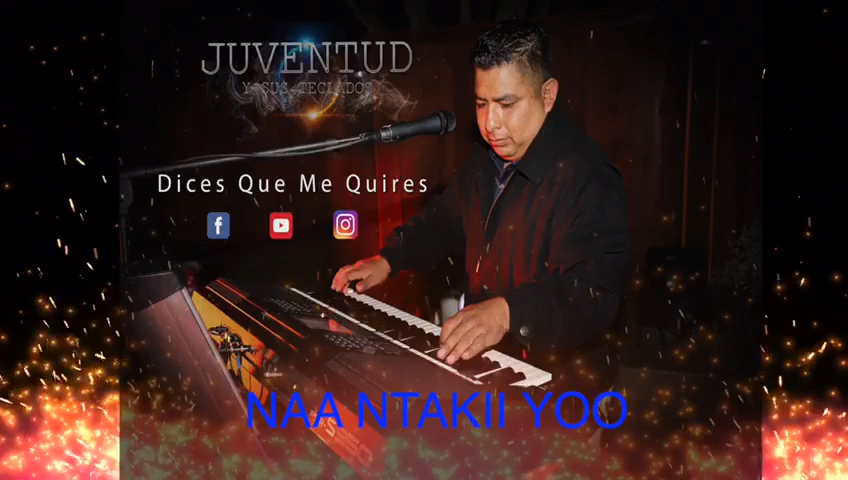 JUVENTUD
Y SUS TECLADOS
Dices Que Me Quires
NAA NTAKII YOO